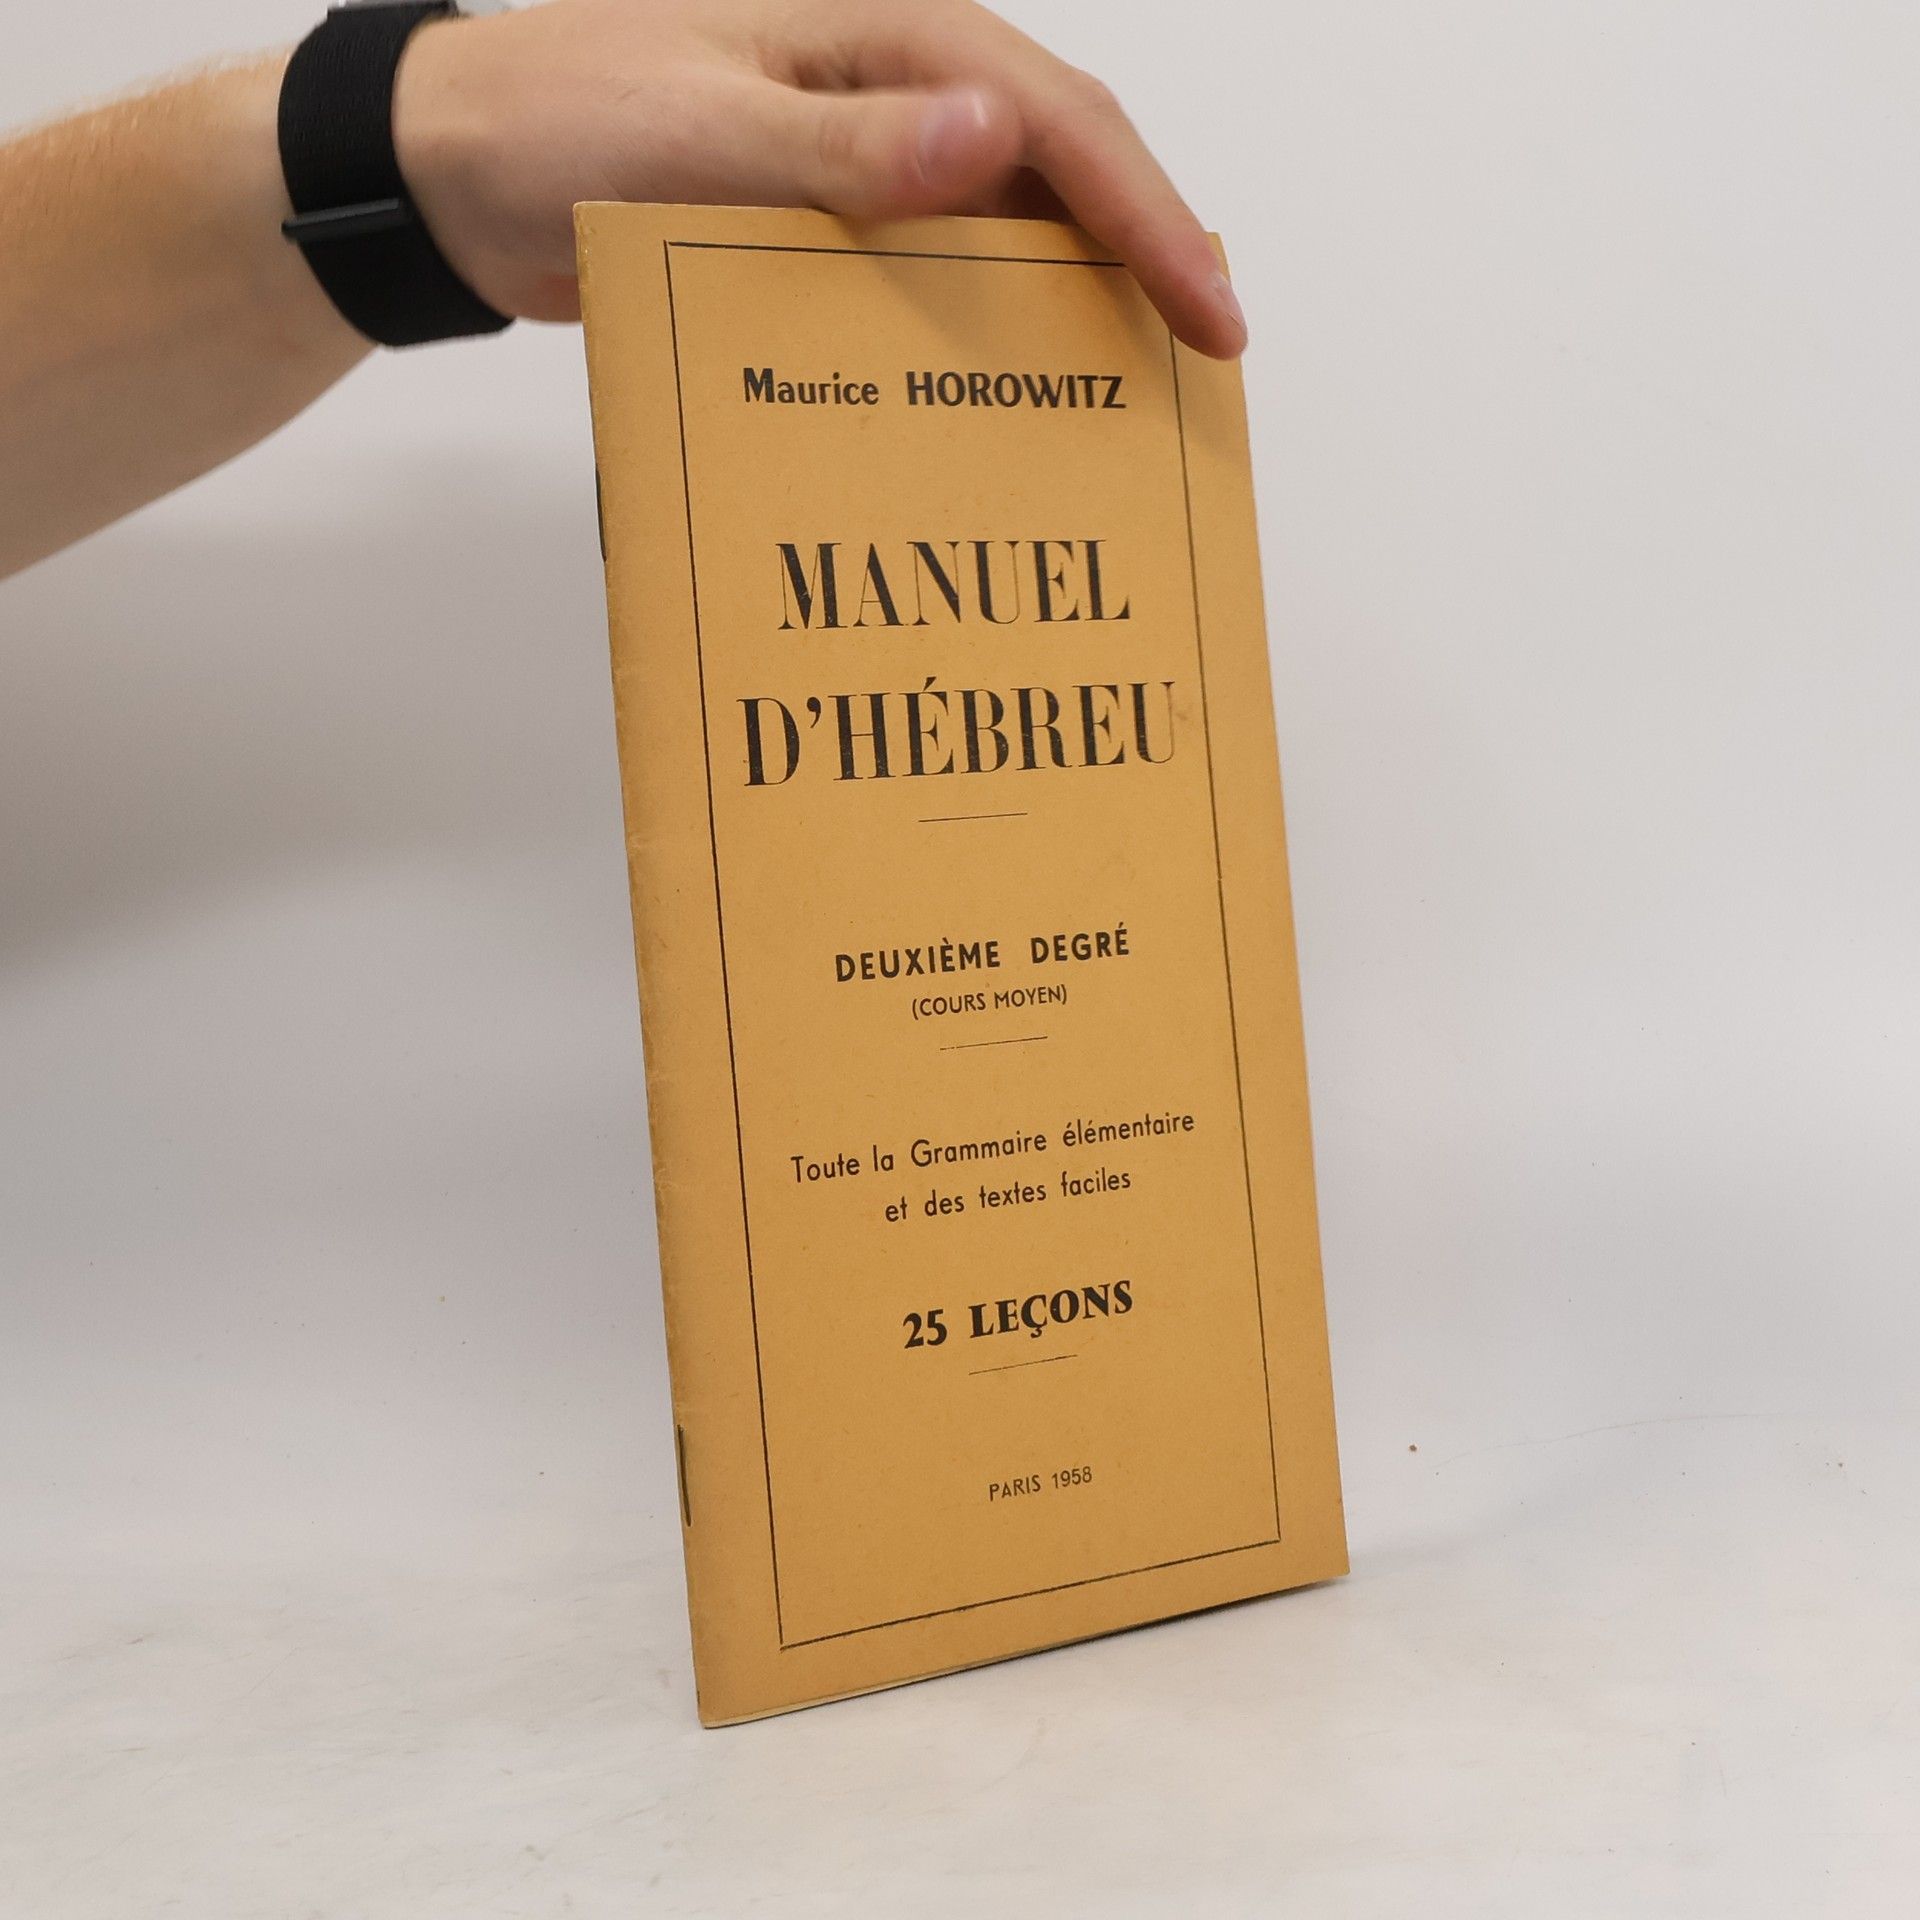 Maurice HOROWITZ
MANUEL
D'HÉBREU
DEUXIÈME DEGRÉ
(COURS MOYEN)
Toute la Grammaire élémentaire
et des textes faciles
25 LEÇONS
PARIS 1958